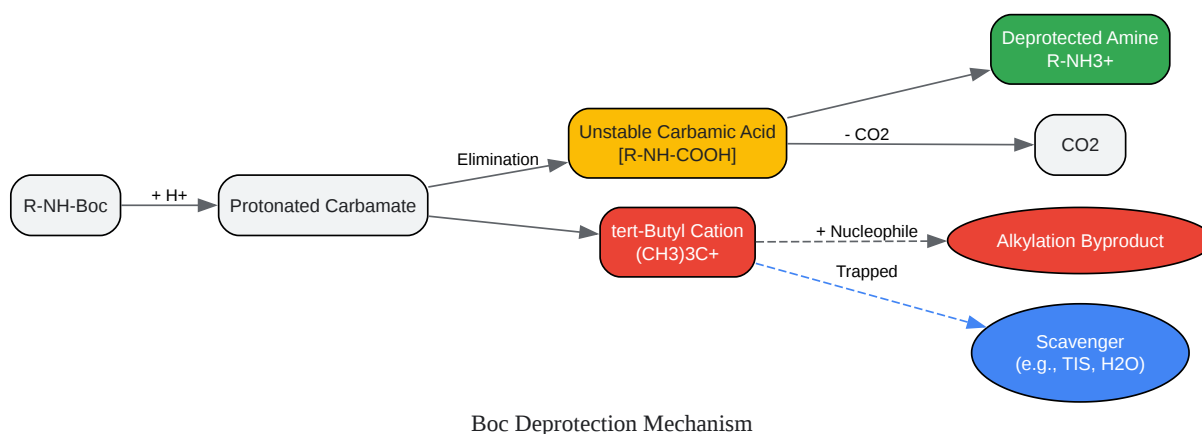 Deprotected Amine
R-NH3+
Unstable Carbamic Acid
[R-NH-COOH]
- CO2
CO2
Elimination
R-NH-Boc
+ H+
Protonated Carbamate
tert-Butyl Cation
(CH3)3C+
+ Nucleophile
Alkylation Byproduct
Trapped
Scavenger
(e.g., TIS, H2O)
Boc Deprotection Mechanism